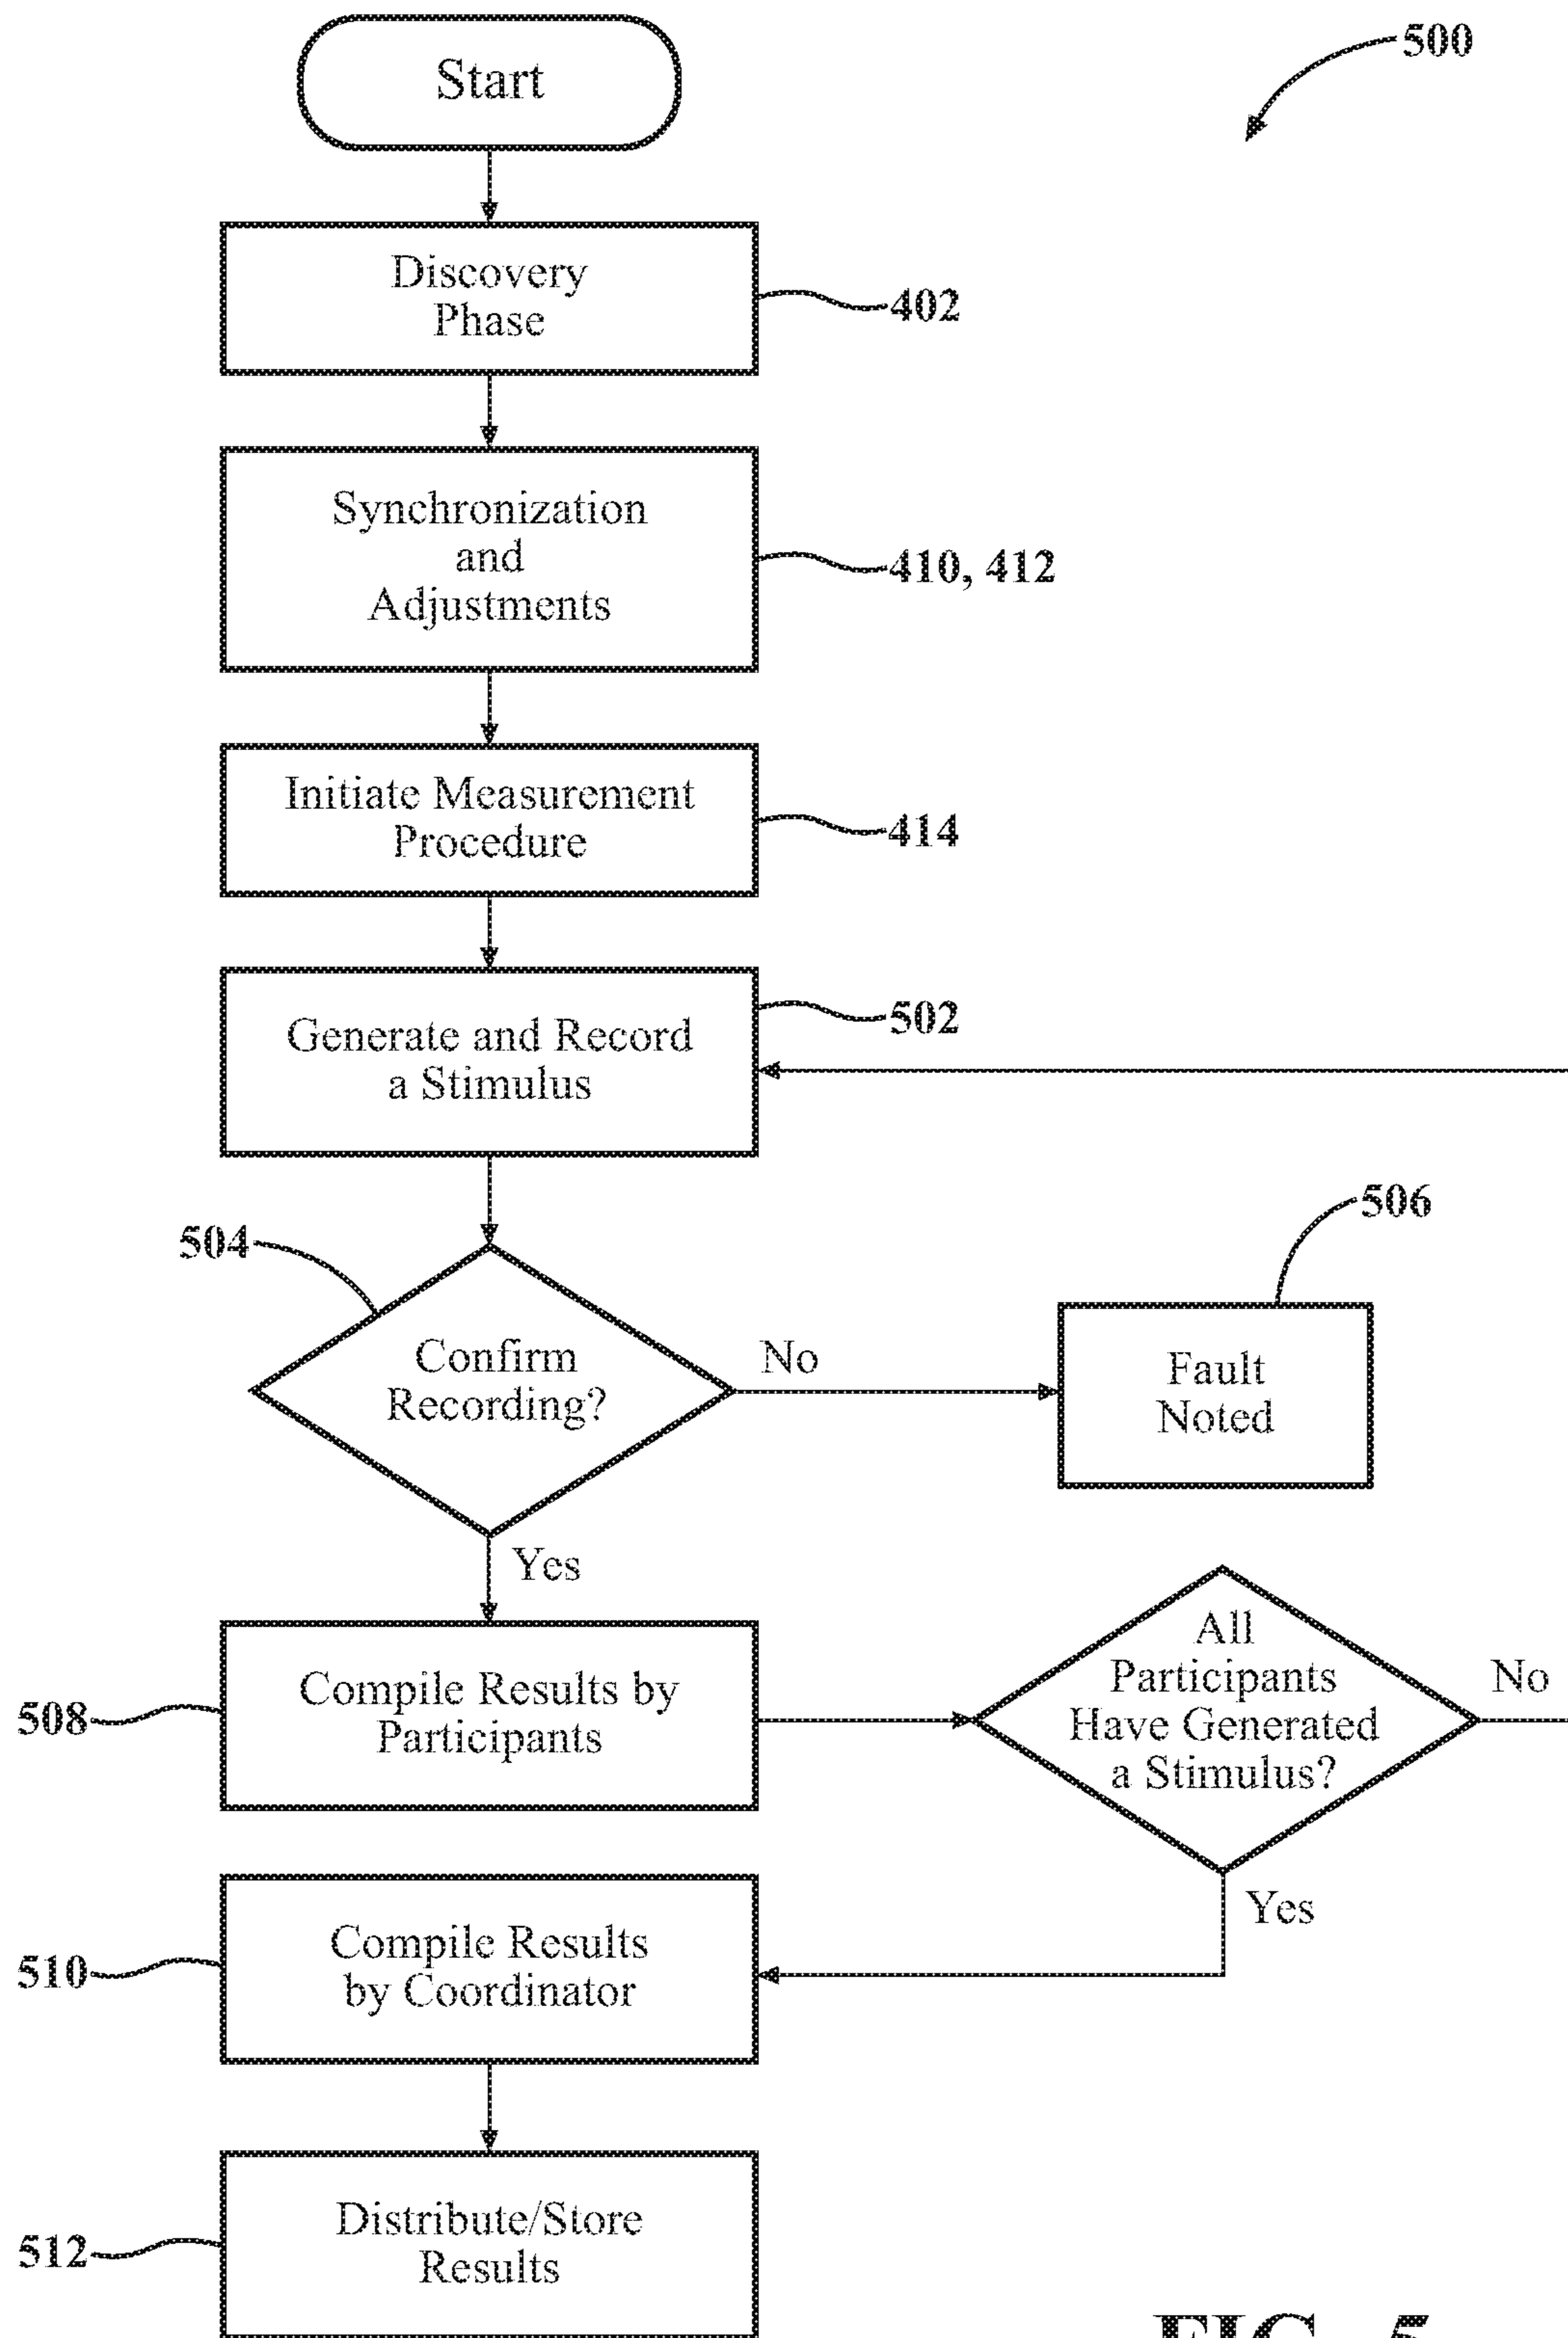 Start
500
Discovery
Phase
402
Synchronization
and
Adjustments
410, 412
Initiate Measurement
Procedure
414
Generate and Record
a Stimulus
502
504
Confirm
Recording?
No
506
Fault
Noted
Yes
508
Compile Results by
Participants
All
Participants
Have Generated
a Stimulus?
No
Yes
510
Compile Results
by Coordinator
512
Distribute/Store
Results
FIG. 5